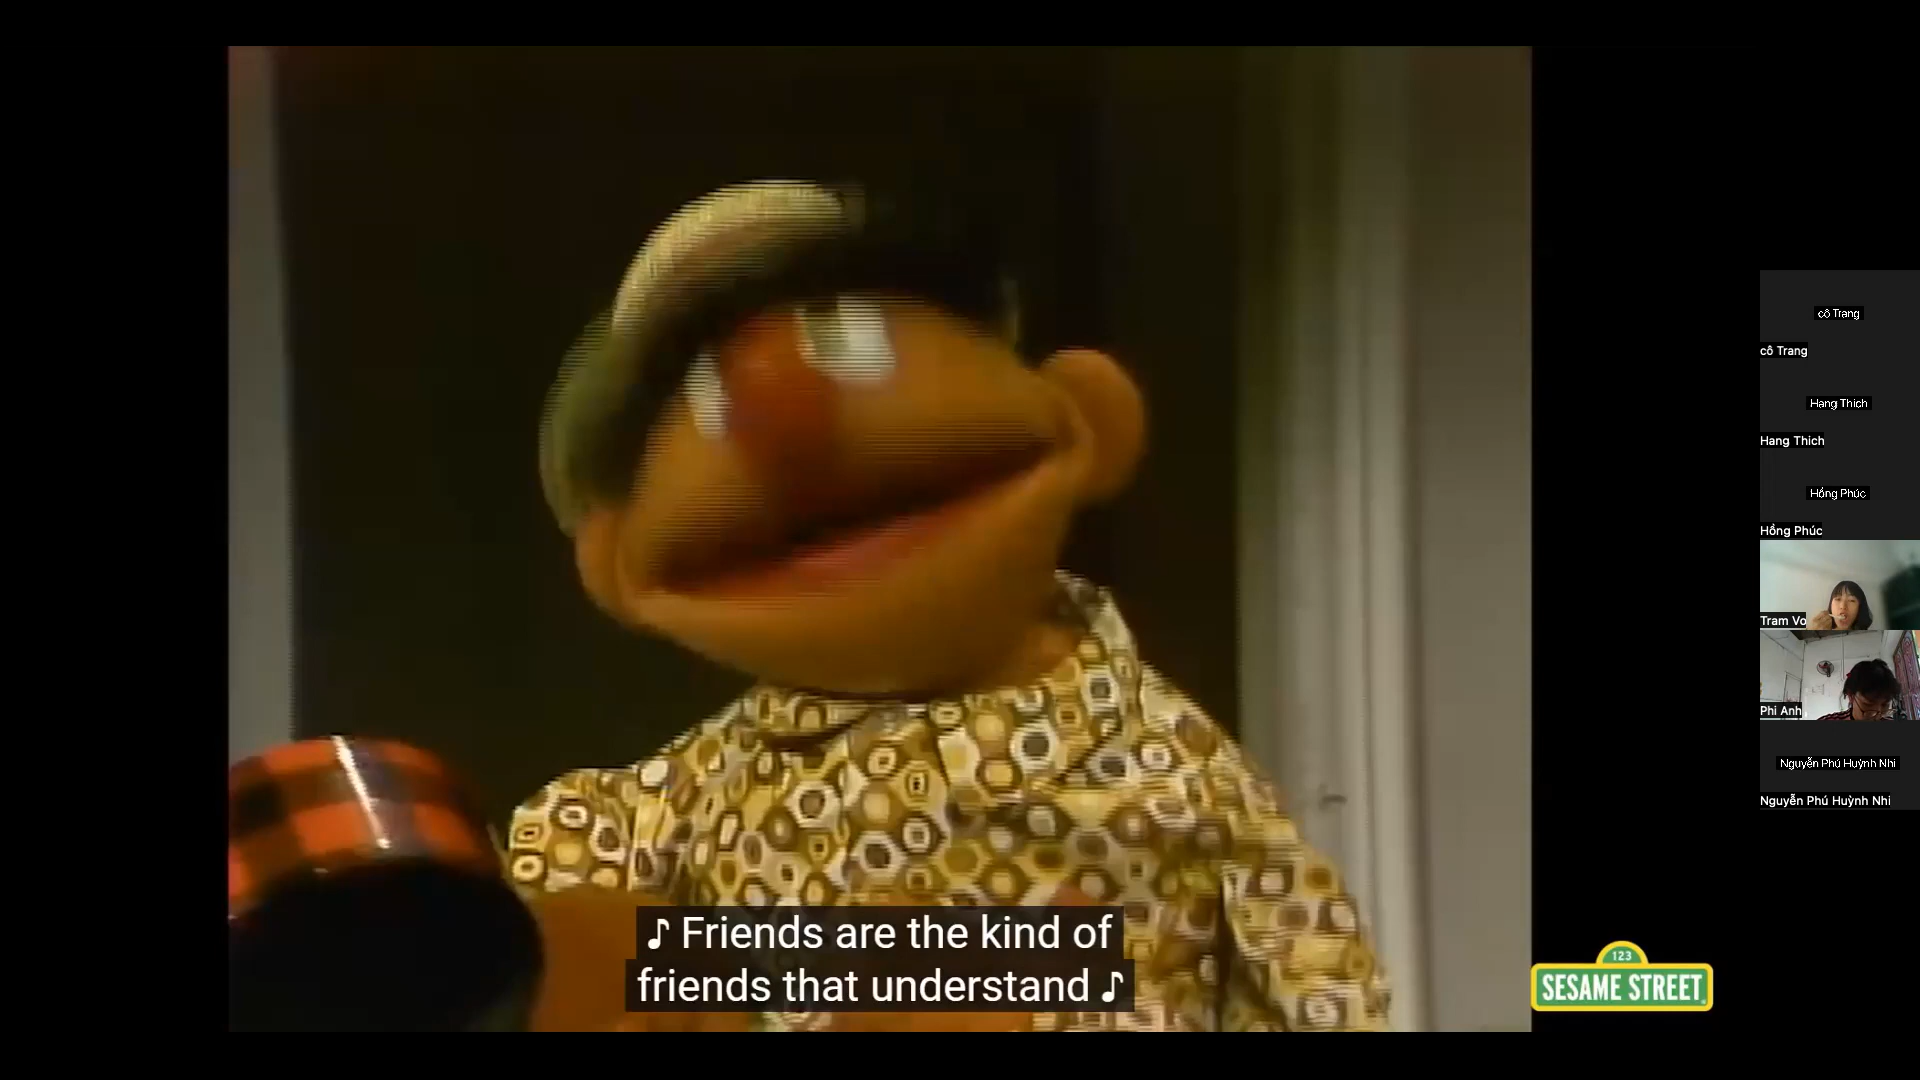 ♪ Friends are the kind of
friends that understand ♪
123
SESAME STREET
cô Trang
cô Trang
Hang Thich
Hang Thich
Hồng Phúc
Hồng Phúc
Tram Vo
Phi Anh
Nguyễn Phú Huỳnh Nhi
Nguyễn Phú Huỳnh Nhi